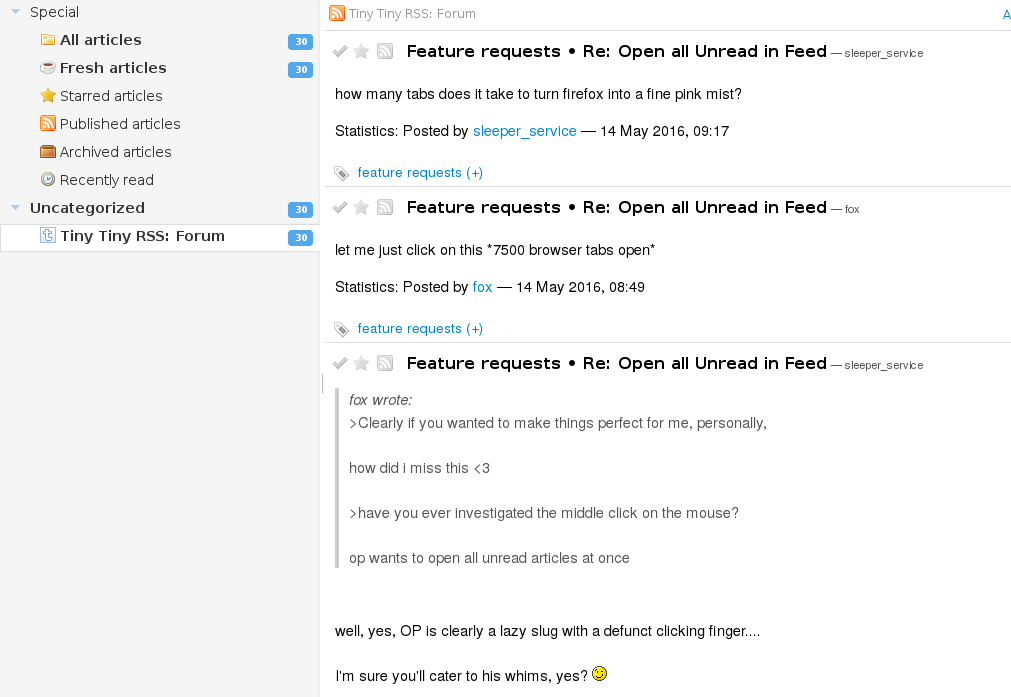 Special
All articles 30
Fresh articles 30
Starred articles
Published articles
Archived articles
Recently read
Uncategorized 30
Tiny Tiny RSS: Forum 30
Tiny Tiny RSS: Forum A
Feature requests • Re: Open all Unread in Feed — sleeper_service
how many tabs does it take to turn firefox into a fine pink mist?
Statistics: Posted by sleeper_service — 14 May 2016, 09:17
feature requests (+)
Feature requests • Re: Open all Unread in Feed — fox
let me just click on this *7500 browser tabs open*
Statistics: Posted by fox — 14 May 2016, 08:49
feature requests (+)
Feature requests • Re: Open all Unread in Feed — sleeper_service
fox wrote:
>Clearly if you wanted to make things perfect for me, personally,
how did i miss this <3
>have you ever investigated the middle click on the mouse?
op wants to open all unread articles at once
well, yes, OP is clearly a lazy slug with a defunct clicking finger....
I'm sure you'll cater to his whims, yes?